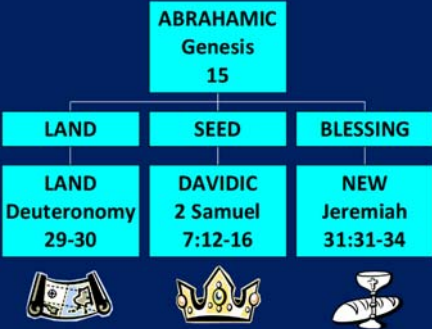 ABRAHAMIC
Genesis
15
LAND
SEED
BLESSING
LAND
Deuteronomy
29-30
DAVIDIC
2 Samuel
7:12-16
NEW
Jeremiah
31:31-34